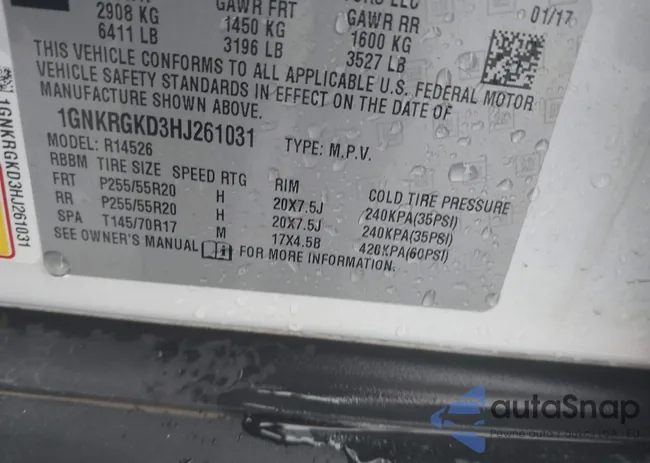 GAWR FRT GAWR RR 01/17
2908 KG 1450 KG 1600 KG
6411 LB 3196 LB 3527 LB
THIS VEHICLE CONFORMS TO ALL APPLICABLE U.S. FEDERAL MOTOR
VEHICLE SAFETY STANDARDS IN EFFECT ON THE DATE OF
MANUFACTURE SHOWN ABOVE.
1GNKRGKD3HJ261031 TYPE: M.P.V.
MODEL: R14526
RBBM TIRE SIZE SPEED RTG RIM COLD TIRE PRESSURE
FRT P255/55R20 H 20X7.5J 240KPA(35PSI)
RR P255/55R20 H 20X7.5J 240KPA(35PSI)
SPA T145/70R17 M 17X4.5B 420KPA(60PSI)
SEE OWNER'S MANUAL FOR MORE INFORMATION.
1GNKRGKD3HJ261031
autaSnap